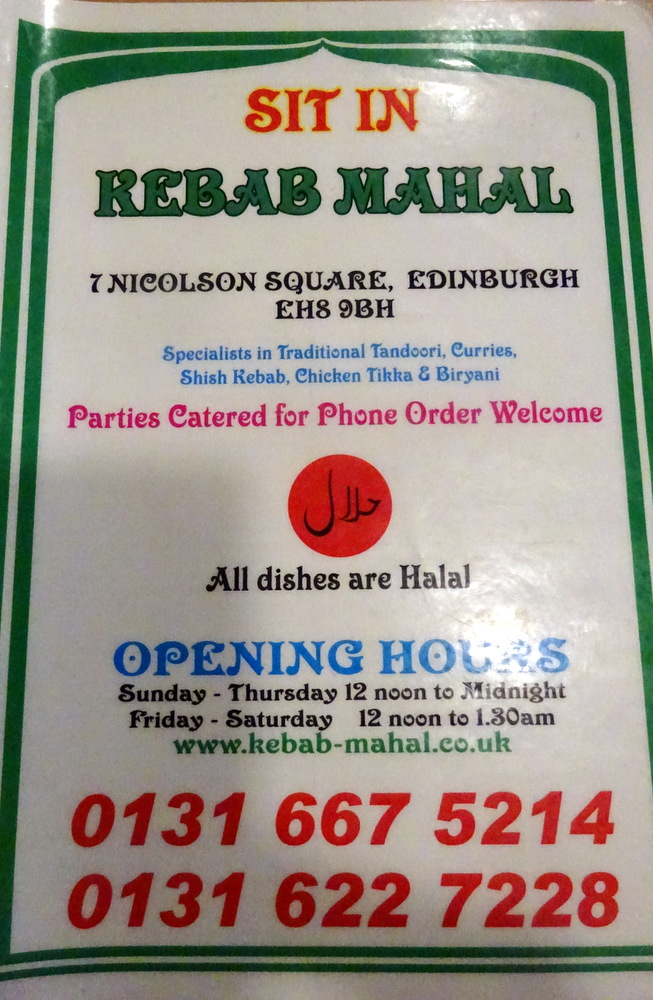 SIT IN
KEBAB MAHAL
7 NICOLSON SQUARE, EDINBURGH
EH8 9BH
Specialists in Traditional Tandoori, Curries,
Shish Kebab, Chicken Tikka & Biryani
Parties Catered for Phone Order Welcome
حلال
All dishes are Halal
OPENING HOURS
Sunday - Thursday 12 noon to Midnight
Friday - Saturday 12 noon to 1.30am
www.kebab-mahal.co.uk
0131 667 5214
0131 622 7228